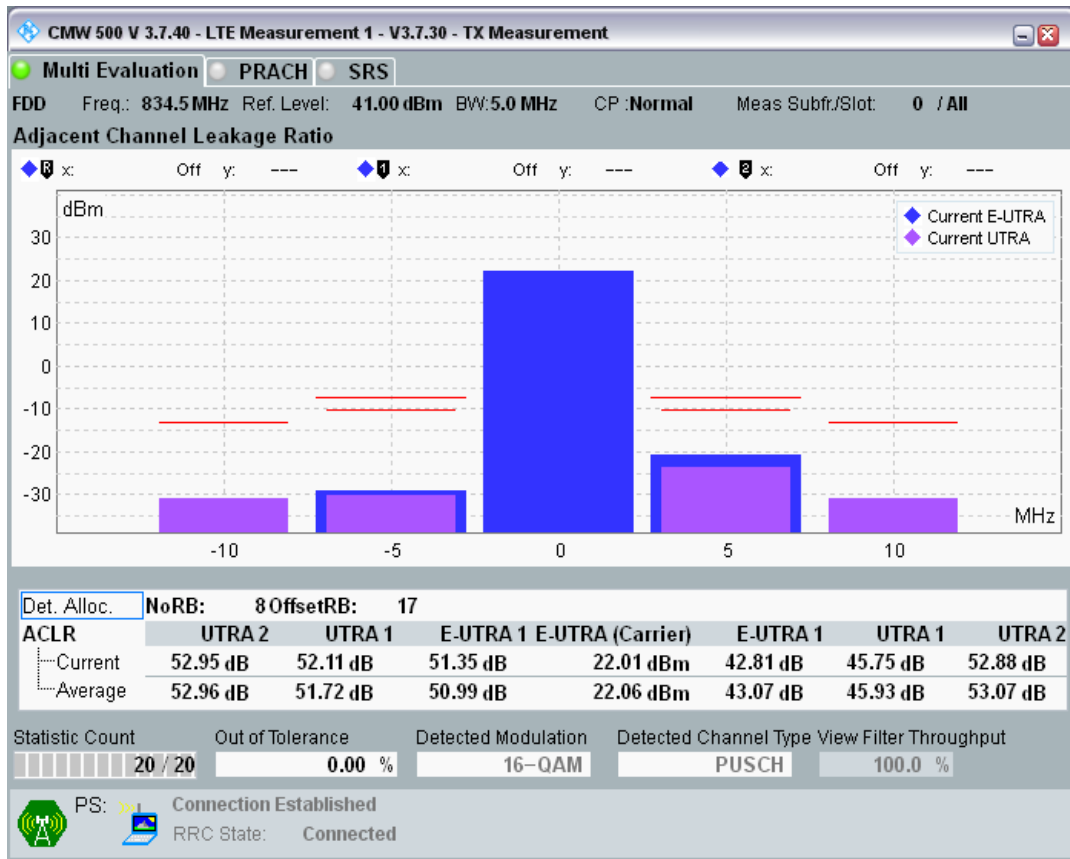 CMW 500 V 3.7.40 - LTE Measurement 1 - V3.7.30 - TX Measurement
Multi Evaluation PRACH SRS
FDD Freq.: 834.5 MHz Ref. Level: 41.00 dBm BW:5.0 MHz CP :Normal Meas Subfr./Slot: 0 / All
Adjacent Channel Leakage Ratio
R x: Off y: --- 1 x: Off y: --- 2 x: Off y: ---
dBm
Current E-UTRA
Current UTRA
30
20
10
0
-10
-20
-30
MHz
-10 -5 0 5 10
Det. Alloc. NoRB: 8 OffsetRB: 17
ACLR UTRA 2 UTRA 1 E-UTRA 1 E-UTRA (Carrier) E-UTRA 1 UTRA 1 UTRA 2
Current 52.95 dB 52.11 dB 51.35 dB 22.01 dBm 42.81 dB 45.75 dB 52.88 dB
Average 52.96 dB 51.72 dB 50.99 dB 22.06 dBm 43.07 dB 45.93 dB 53.07 dB
Statistic Count Out of Tolerance Detected Modulation Detected Channel Type View Filter Throughput
20 / 20 0.00 % 16-QAM PUSCH 100.0 %
PS: Connection Established
RRC State: Connected